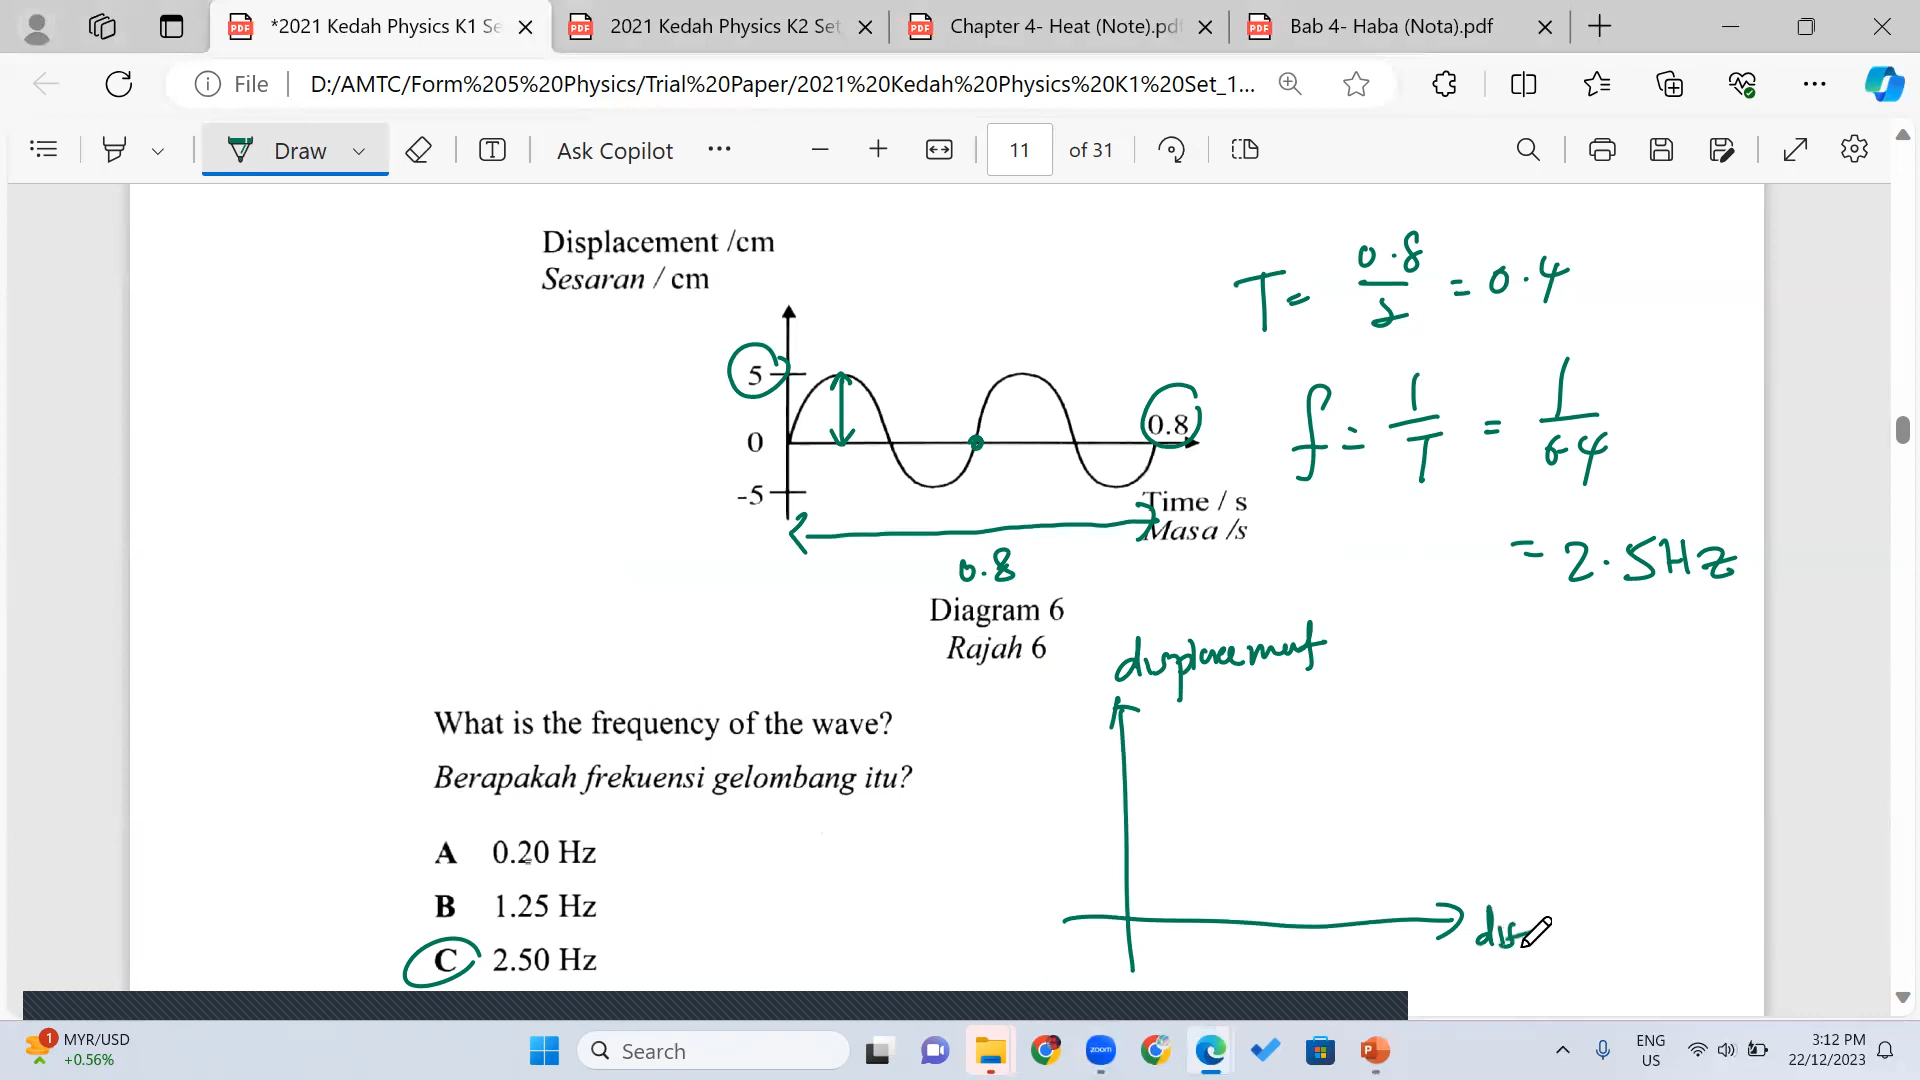 *2021 Kedah Physics K1 Se
2021 Kedah Physics K2 Set
Chapter 4- Heat (Note).pdf
Bab 4- Haba (Nota).pdf
File
D:/AMTC/Form%205%20Physics/Trial%20Paper/2021%20Kedah%20Physics%20K1%20Set_1...
Draw
Ask Copilot
11 of 31
Displacement /cm
Sesaran / cm
5
0
-5
0.8
Time / s
Masa /s
0.8
Diagram 6
Rajah 6
T = 0.8/2 = 0.4
f = 1/T = 1/0.4
= 2.5Hz
displacement
What is the frequency of the wave?
Berapakah frekuensi gelombang itu?
A 0.20 Hz
B 1.25 Hz
C 2.50 Hz
dis
1
MYR/USD
+0.56%
Search
zoom
ENG
US
3:12 PM
22/12/2023